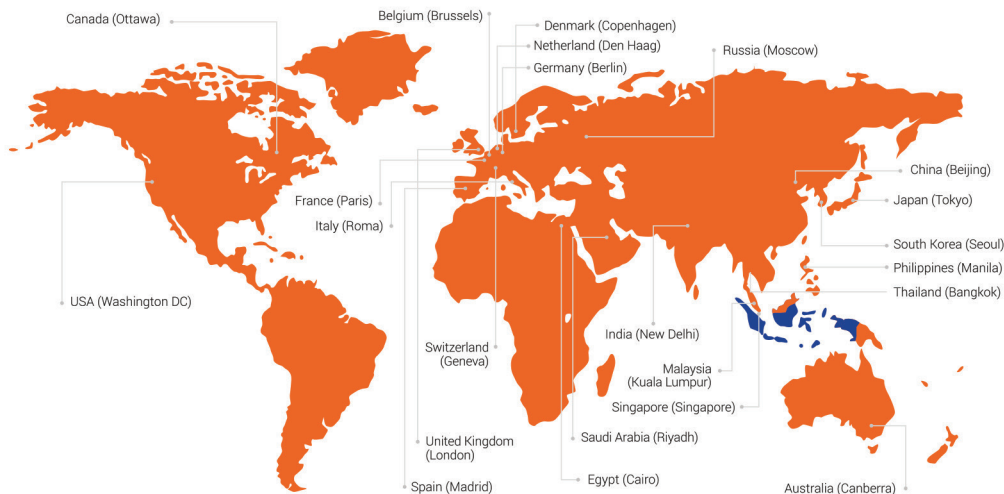 Canada (Ottawa)
Belgium (Brussels)
Denmark (Copenhagen)
Netherland (Den Haag)
Germany (Berlin)
Russia (Moscow)
China (Beijing)
Japan (Tokyo)
France (Paris)
Italy (Roma)
South Korea (Seoul)
Philippines (Manila)
Thailand (Bangkok)
USA (Washington DC)
India (New Delhi)
Switzerland
(Geneva)
Malaysia
(Kuala Lumpur)
Singapore (Singapore)
United Kingdom
(London)
Saudi Arabia (Riyadh)
Egypt (Cairo)
Spain (Madrid)
Australia (Canberra)